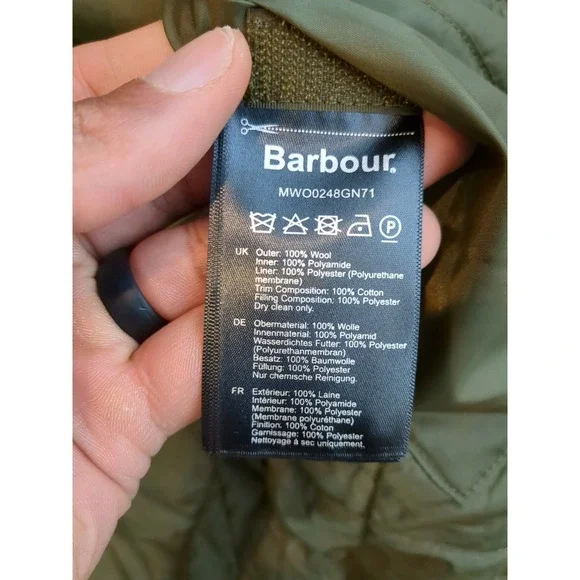 Barbour.
MWO0248GN71
P
UK Outer: 100% Wool
Inner: 100% Polyamide
Liner: 100% Polyester (Polyurethane
membrane)
Trim Composition: 100% Cotton
Filling Composition: 100% Polyester
Dry clean only.
DE Obermaterial: 100% Wolle
Innenmaterial: 100% Polyamid
Wasserdichtes Futter: 100% Polyester
(Polyurethanmembran)
Besatz: 100% Baumwolle
Füllung: 100% Polyester
Nur chemische Reinigung.
FR Extérieur: 100% Laine
Intérieur: 100% Polyamide
Membrane: 100% Polyester
(Membrane polyuréthane)
Finition: 100% Coton
Garnissage: 100% Polyester
Nettoyage à sec uniquement.